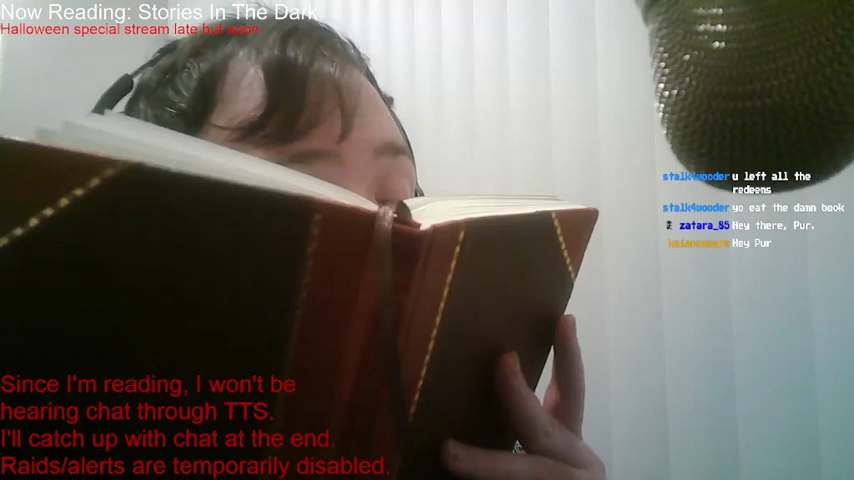 Now Reading: Stories In The Dark
Halloween special stream late but soon
stalk4wooder u left all the
redeems
stalk4wooder yo eat the damn book
zatara_85 Hey there, Pur.
Hey Pur
Since I'm reading, I won't be
hearing chat through TTS.
I'll catch up with chat at the end.
Raids/alerts are temporarily disabled.